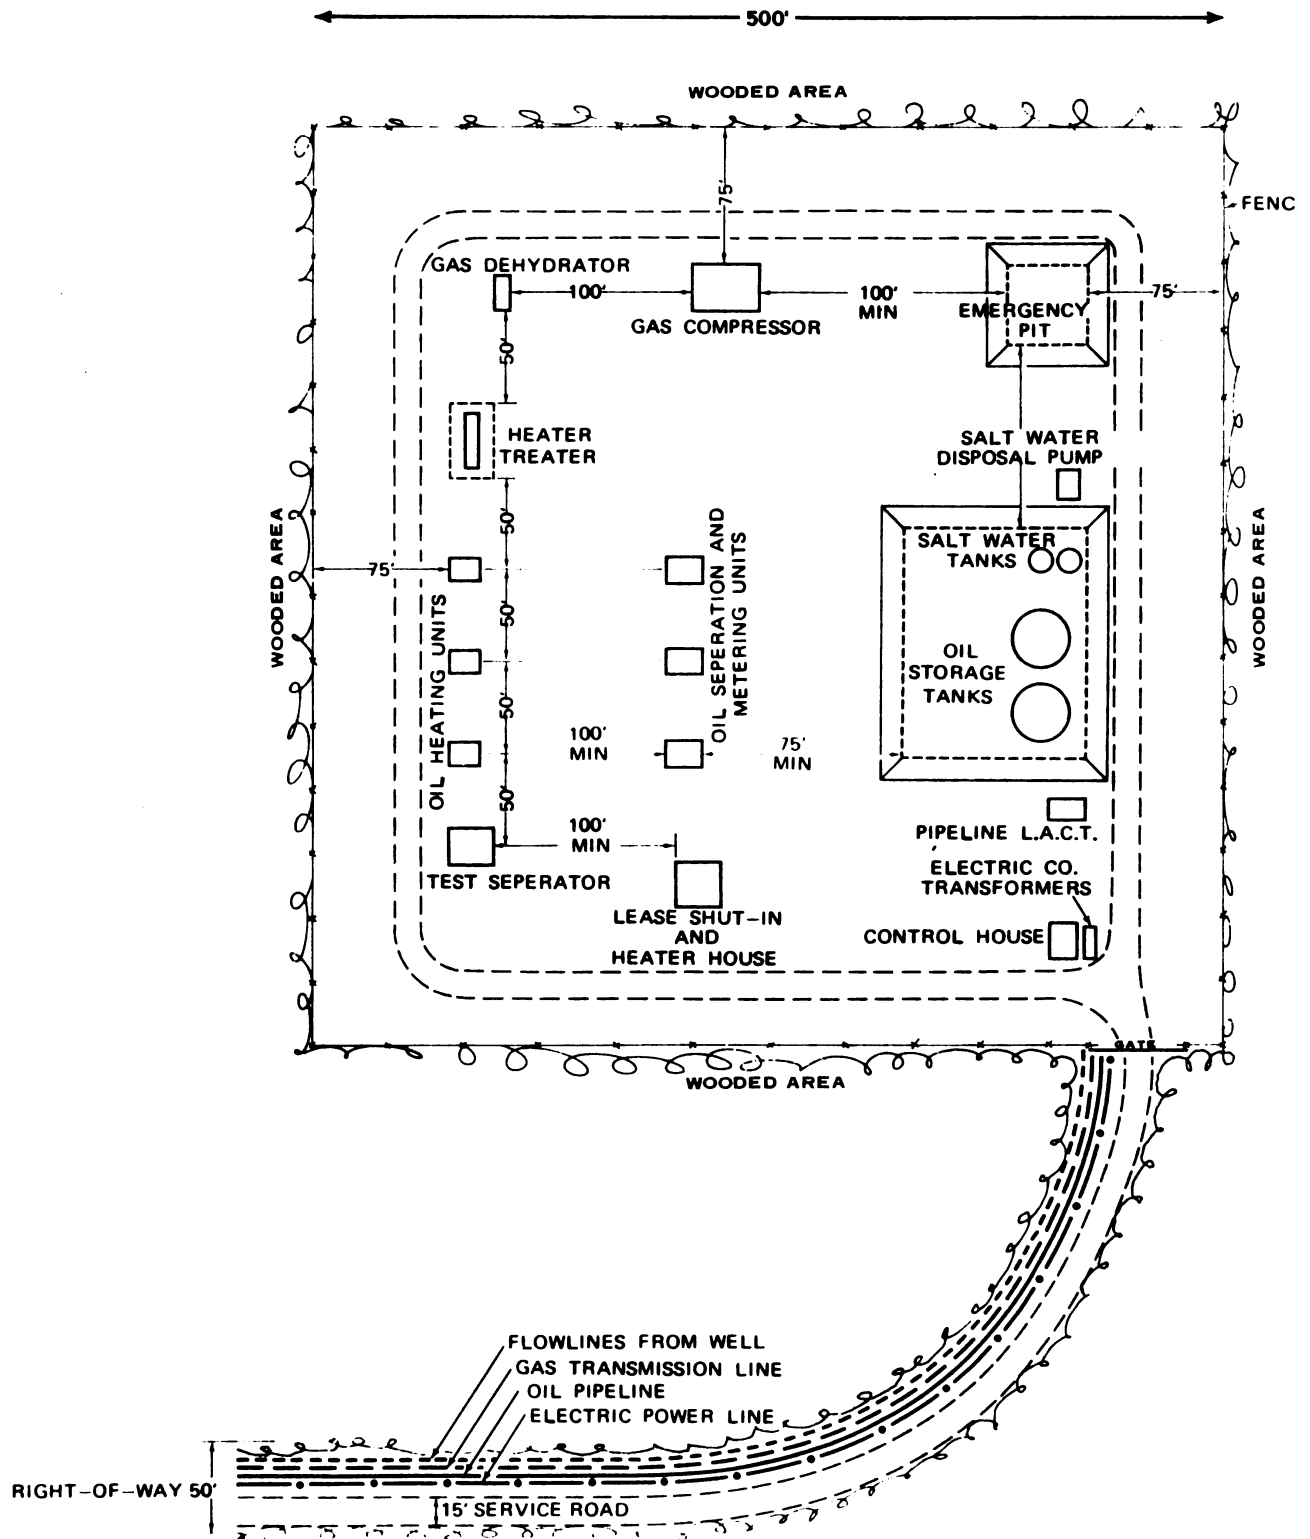 500'
WOODED AREA
75'
FENC
GAS DEHYDRATOR
100'
100'
MIN
75'
GAS COMPRESSOR
EMERGENCY
PIT
50'
HEATER
TREATER
SALT WATER
DISPOSAL PUMP
50'
WOODED AREA
75'
OIL SEPERATION AND
METERING UNITS
SALT WATER
TANKS
WOODED AREA
50'
OIL HEATING UNITS
OIL
STORAGE
TANKS
50'
100'
MIN
75'
MIN
50'
100'
MIN
PIPELINE L.A.C.T.
TEST SEPERATOR
ELECTRIC CO.
TRANSFORMERS
LEASE SHUT-IN
AND
HEATER HOUSE
CONTROL HOUSE
GATE
WOODED AREA
FLOWLINES FROM WELL
GAS TRANSMISSION LINE
OIL PIPELINE
ELECTRIC POWER LINE
RIGHT-OF-WAY 50'
15' SERVICE ROAD